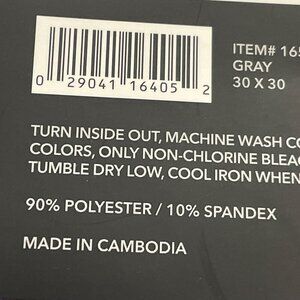 ITEM# 165
GRAY
30 X 30
0 29041 16405 2
TURN INSIDE OUT, MACHINE WASH CO
COLORS, ONLY NON-CHLORINE BLEAC
TUMBLE DRY LOW, COOL IRON WHEN
90% POLYESTER / 10% SPANDEX
MADE IN CAMBODIA